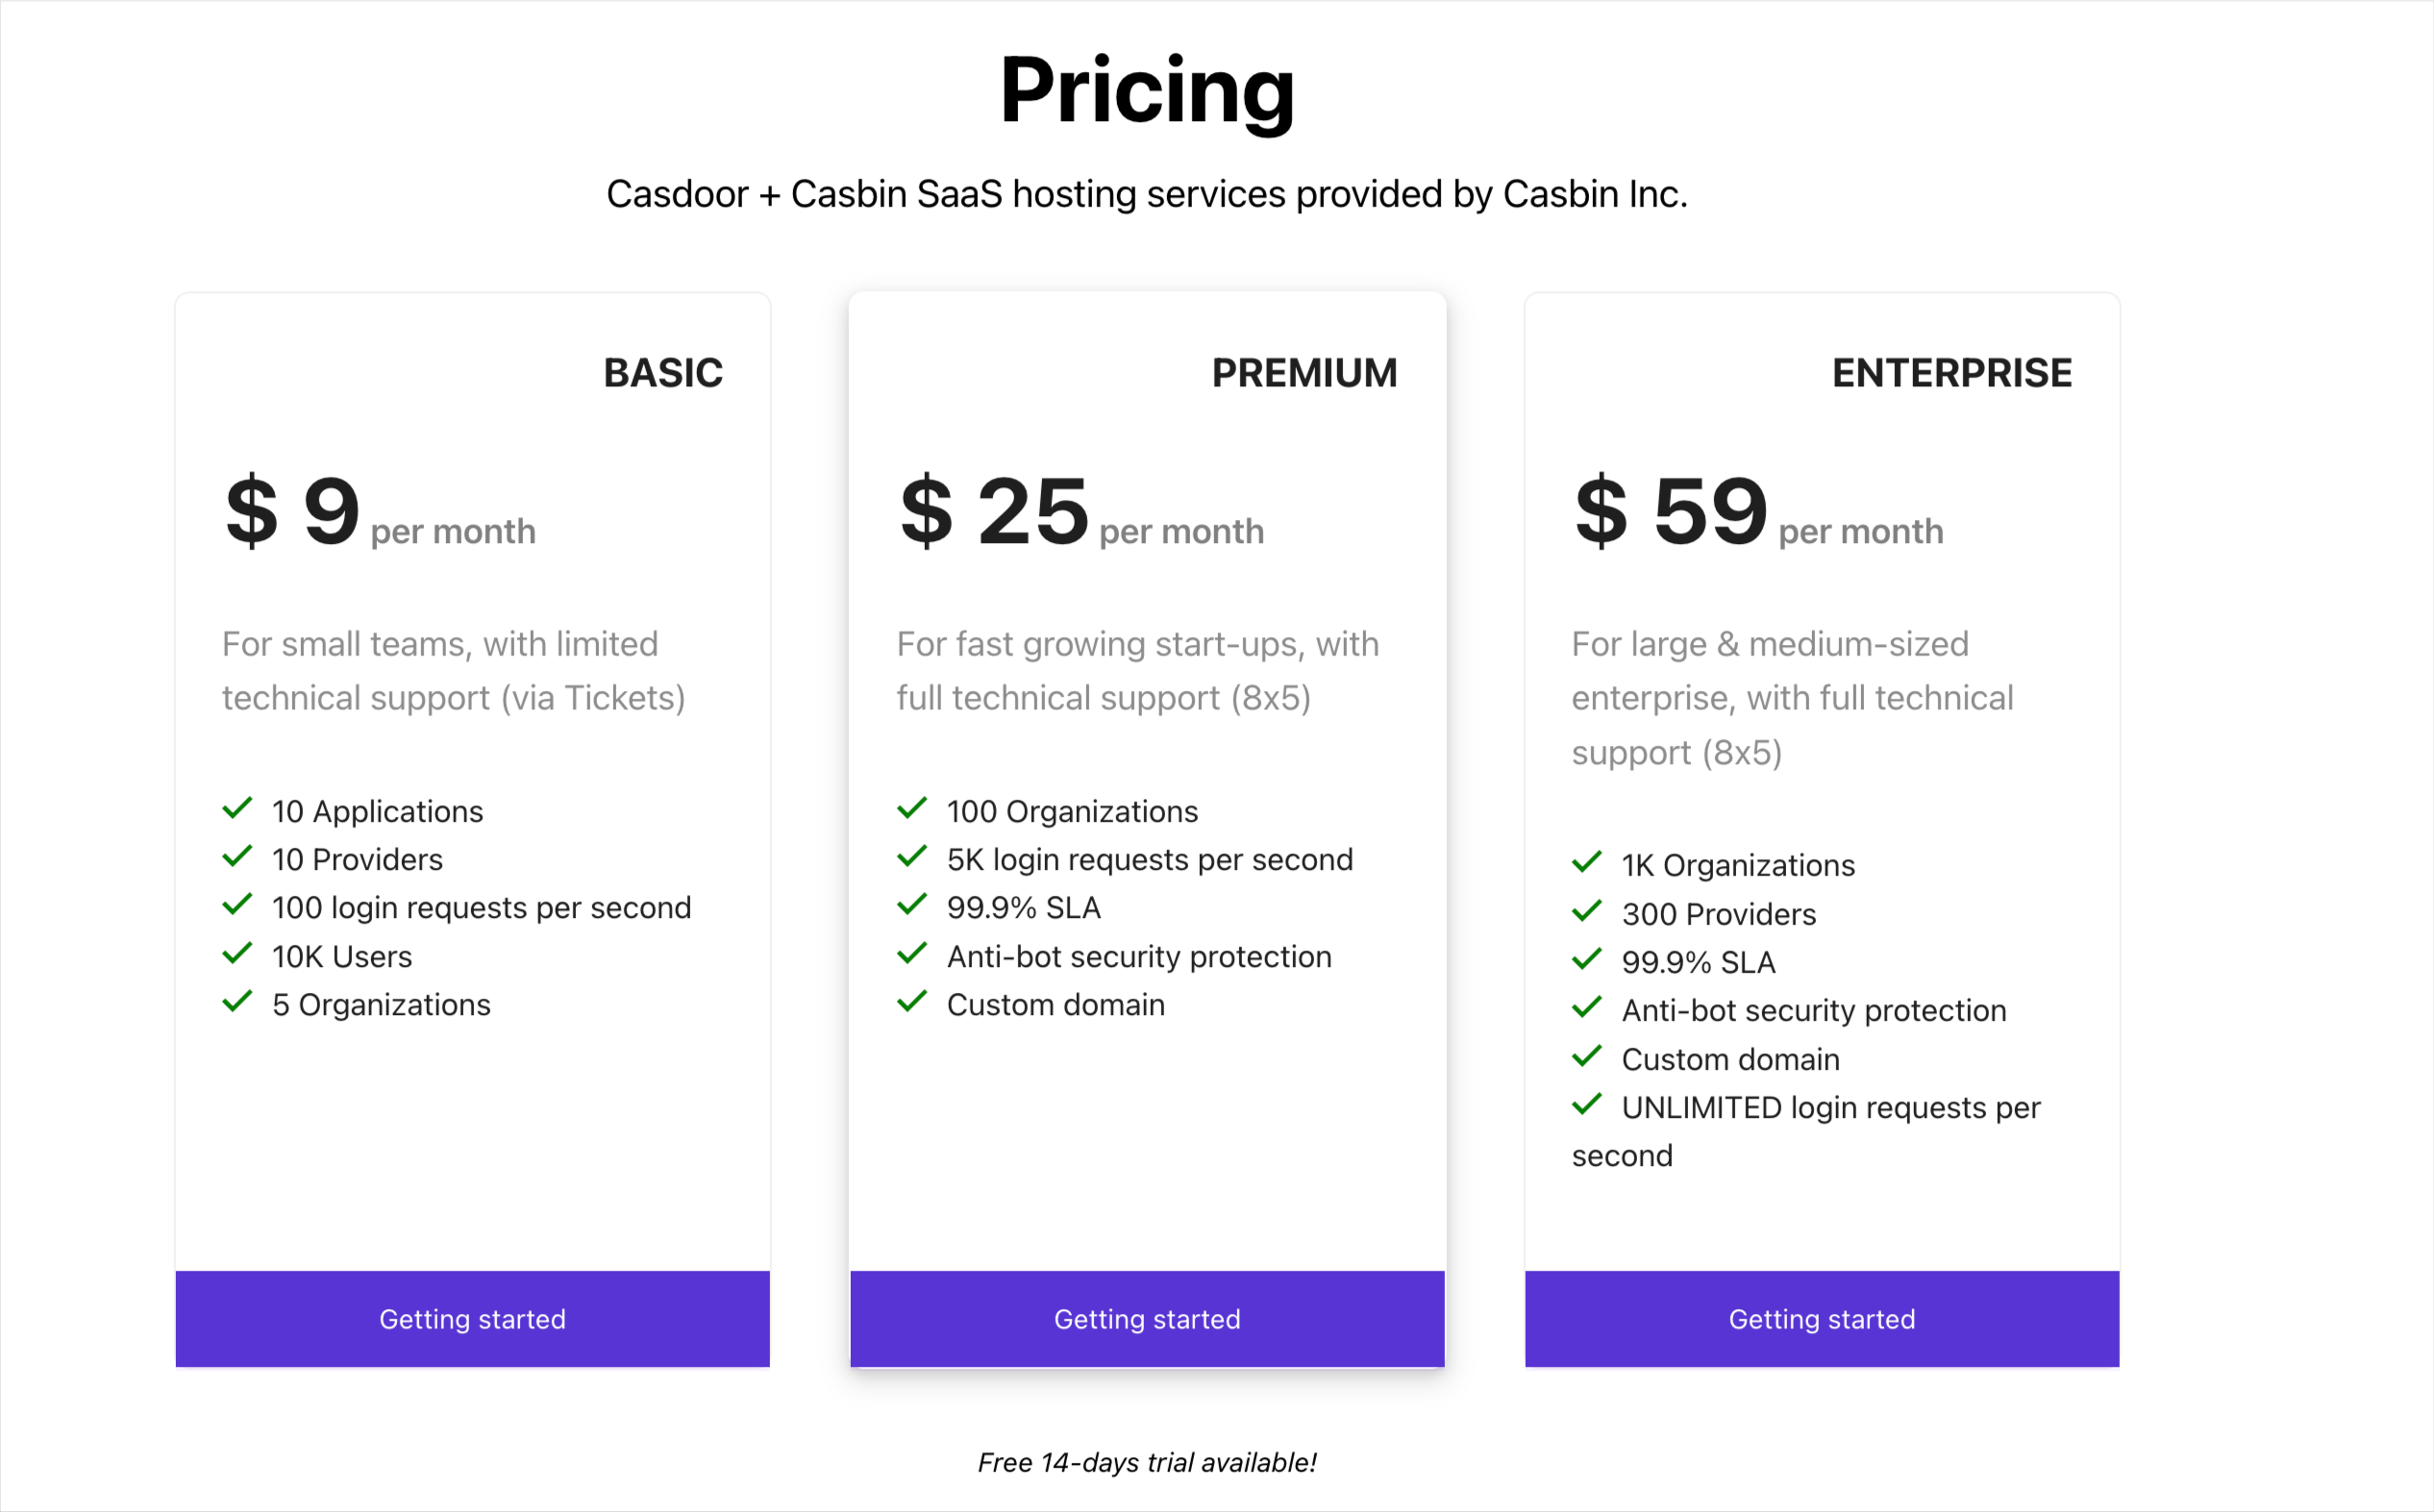 Pricing
Casdoor + Casbin SaaS hosting services provided by Casbin Inc.
BASIC
$ 9 per month
For small teams, with limited
technical support (via Tickets)
10 Applications
10 Providers
100 login requests per second
10K Users
5 Organizations
Getting started
PREMIUM
$ 25 per month
For fast growing start-ups, with
full technical support (8x5)
100 Organizations
5K login requests per second
99.9% SLA
Anti-bot security protection
Custom domain
Getting started
ENTERPRISE
$ 59 per month
For large & medium-sized
enterprise, with full technical
support (8x5)
1K Organizations
300 Providers
99.9% SLA
Anti-bot security protection
Custom domain
UNLIMITED login requests per
second
Getting started
Free 14-days trial available!